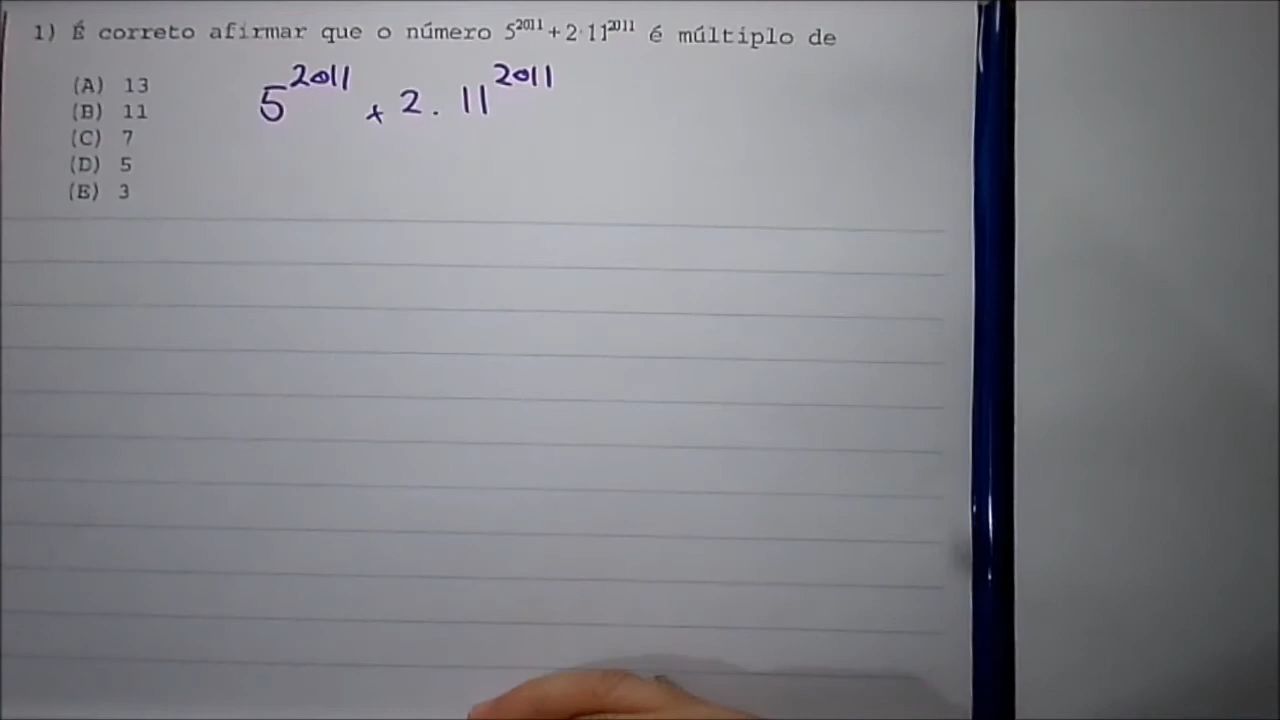 1) É correto afirmar que o número 5²⁰¹¹ + 2·11²⁰¹¹ é múltiplo de
(A) 13
(B) 11
(C) 7
(D) 5
(E) 3
5²⁰¹¹ + 2 . 11²⁰¹¹